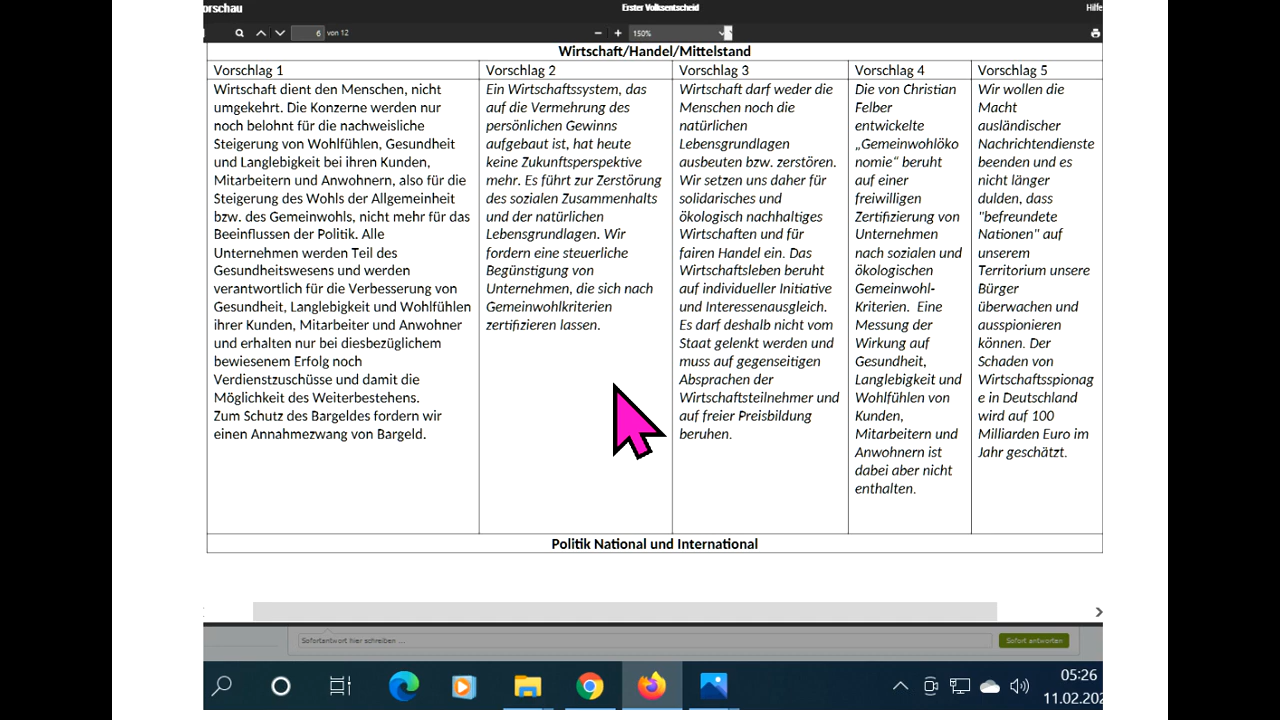 orschau
Erster Volksentscheid
Hilfe
6 von 12
150%
Wirtschaft/Handel/Mittelstand
Vorschlag 1
Wirtschaft dient den Menschen, nicht
umgekehrt. Die Konzerne werden nur
noch belohnt für die nachweisliche
Steigerung von Wohlfühlen, Gesundheit
und Langlebigkeit bei ihren Kunden,
Mitarbeitern und Anwohnern, also für die
Steigerung des Wohls der Allgemeinheit
bzw. des Gemeinwohls, nicht mehr für das
Beeinflussen der Politik. Alle
Unternehmen werden Teil des
Gesundheitswesens und werden
verantwortlich für die Verbesserung von
Gesundheit, Langlebigkeit und Wohlfühlen
ihrer Kunden, Mitarbeiter und Anwohner
und erhalten nur bei diesbezüglichem
bewiesenem Erfolg noch
Verdienstzuschüsse und damit die
Möglichkeit des Weiterbestehens.
Zum Schutz des Bargeldes fordern wir
einen Annahmezwang von Bargeld.
Vorschlag 2
Ein Wirtschaftssystem, das
auf die Vermehrung des
persönlichen Gewinns
aufgebaut ist, hat heute
keine Zukunftsperspektive
mehr. Es führt zur Zerstörung
des sozialen Zusammenhalts
und der natürlichen
Lebensgrundlagen. Wir
fordern eine steuerliche
Begünstigung von
Unternehmen, die sich nach
Gemeinwohlkriterien
zertifizieren lassen.
Vorschlag 3
Wirtschaft darf weder die
Menschen noch die
natürlichen
Lebensgrundlagen
ausbeuten bzw. zerstören.
Wir setzen uns daher für
solidarisches und
ökologisch nachhaltiges
Wirtschaften und für
fairen Handel ein. Das
Wirtschaftsleben beruht
auf individueller Initiative
und Interessenausgleich.
Es darf deshalb nicht vom
Staat gelenkt werden und
muss auf gegenseitigen
Absprachen der
Wirtschaftsteilnehmer und
auf freier Preisbildung
beruhen.
Vorschlag 4
Die von Christian
Felber
entwickelte
„Gemeinwohlöko
nomie“ beruht
auf einer
freiwilligen
Zertifizierung von
Unternehmen
nach sozialen und
ökologischen
Gemeinwohl-
Kriterien.  Eine
Messung der
Wirkung auf
Gesundheit,
Langlebigkeit und
Wohlfühlen von
Kunden,
Mitarbeitern und
Anwohnern ist
dabei aber nicht
enthalten.
Vorschlag 5
Wir wollen die
Macht
ausländischer
Nachrichtendienste
beenden und es
nicht länger
dulden, dass
"befreundete
Nationen" auf
unserem
Territorium unsere
Bürger
überwachen und
ausspionieren
können. Der
Schaden von
Wirtschaftsspionag
e in Deutschland
wird auf 100
Milliarden Euro im
Jahr geschätzt.
Politik National und International
Sofortantwort hier schreiben ...
Sofort antworten
05:26
11.02.202